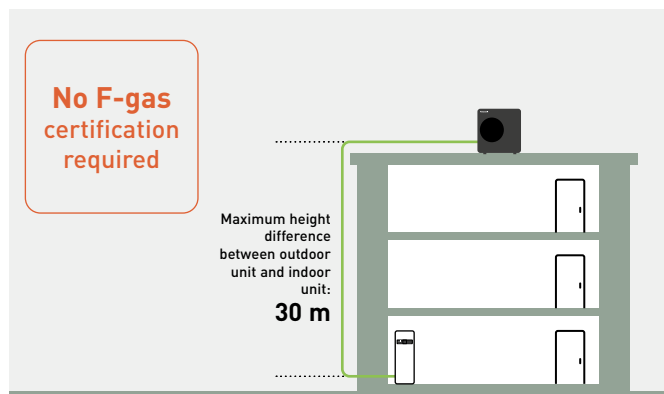 No F-gas
certification
required
Maximum height
difference
between outdoor
unit and indoor
unit:
30 m